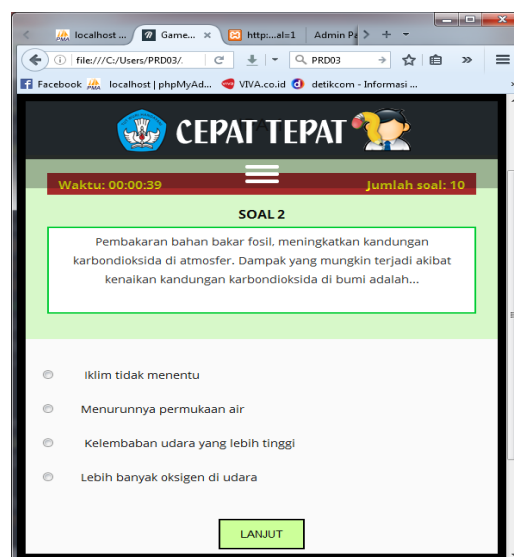 localhost ...
Game...
http:...al=1
Admin Pa
file:///C:/Users/PRD03/
PRD03
Facebook
localhost | phpMyAd...
VIVA.co.id
detikcom - Informasi ...
CEPAT TEPAT
Waktu: 00:00:39
Jumlah soal: 10
SOAL 2
Pembakaran bahan bakar fosil, meningkatkan kandungan
karbondioksida di atmosfer. Dampak yang mungkin terjadi akibat
kenaikan kandungan karbondioksida di bumi adalah...
Iklim tidak menentu
Menurunnya permukaan air
Kelembaban udara yang lebih tinggi
Lebih banyak oksigen di udara
LANJUT